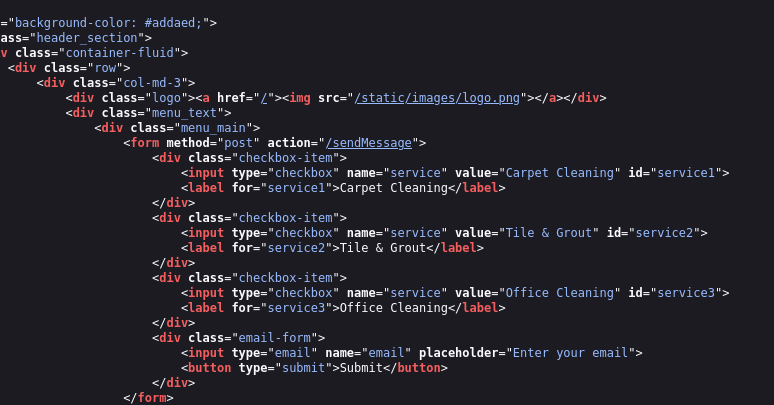 ="background-color: #addaed;">
ass="header_section">
v class="container-fluid">
<div class="row">
<div class="col-md-3">
<div class="logo"><a href="/"><img src="/static/images/logo.png"></a></div>
<div class="menu_text">
<div class="menu_main">
<form method="post" action="/sendMessage">
<div class="checkbox-item">
<input type="checkbox" name="service" value="Carpet Cleaning" id="service1">
<label for="service1">Carpet Cleaning</label>
</div>
<div class="checkbox-item">
<input type="checkbox" name="service" value="Tile & Grout" id="service2">
<label for="service2">Tile & Grout</label>
</div>
<div class="checkbox-item">
<input type="checkbox" name="service" value="Office Cleaning" id="service3">
<label for="service3">Office Cleaning</label>
</div>
<div class="email-form">
<input type="email" name="email" placeholder="Enter your email">
<button type="submit">Submit</button>
</div>
</form>